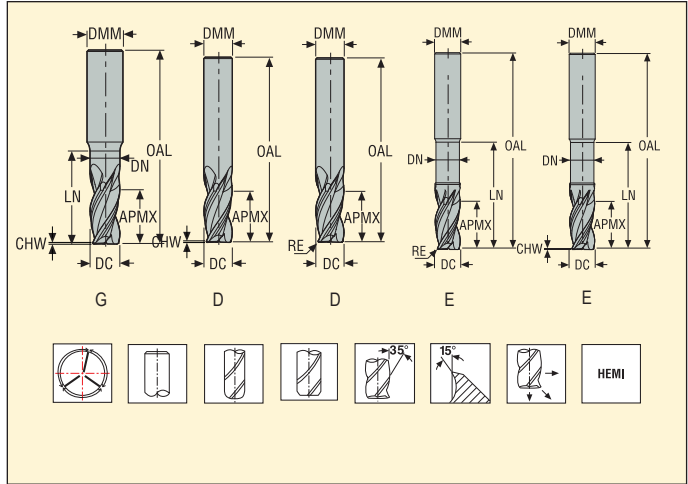 DMM DMM DMM DMM DMM
OAL OAL OAL OAL OAL
DN DN DN
LN LN LN
APMX APMX APMX APMX APMX
CHW CHW RE RE CHW
DC DC DC DC DC
G D D E E
35° 15°
HEMI